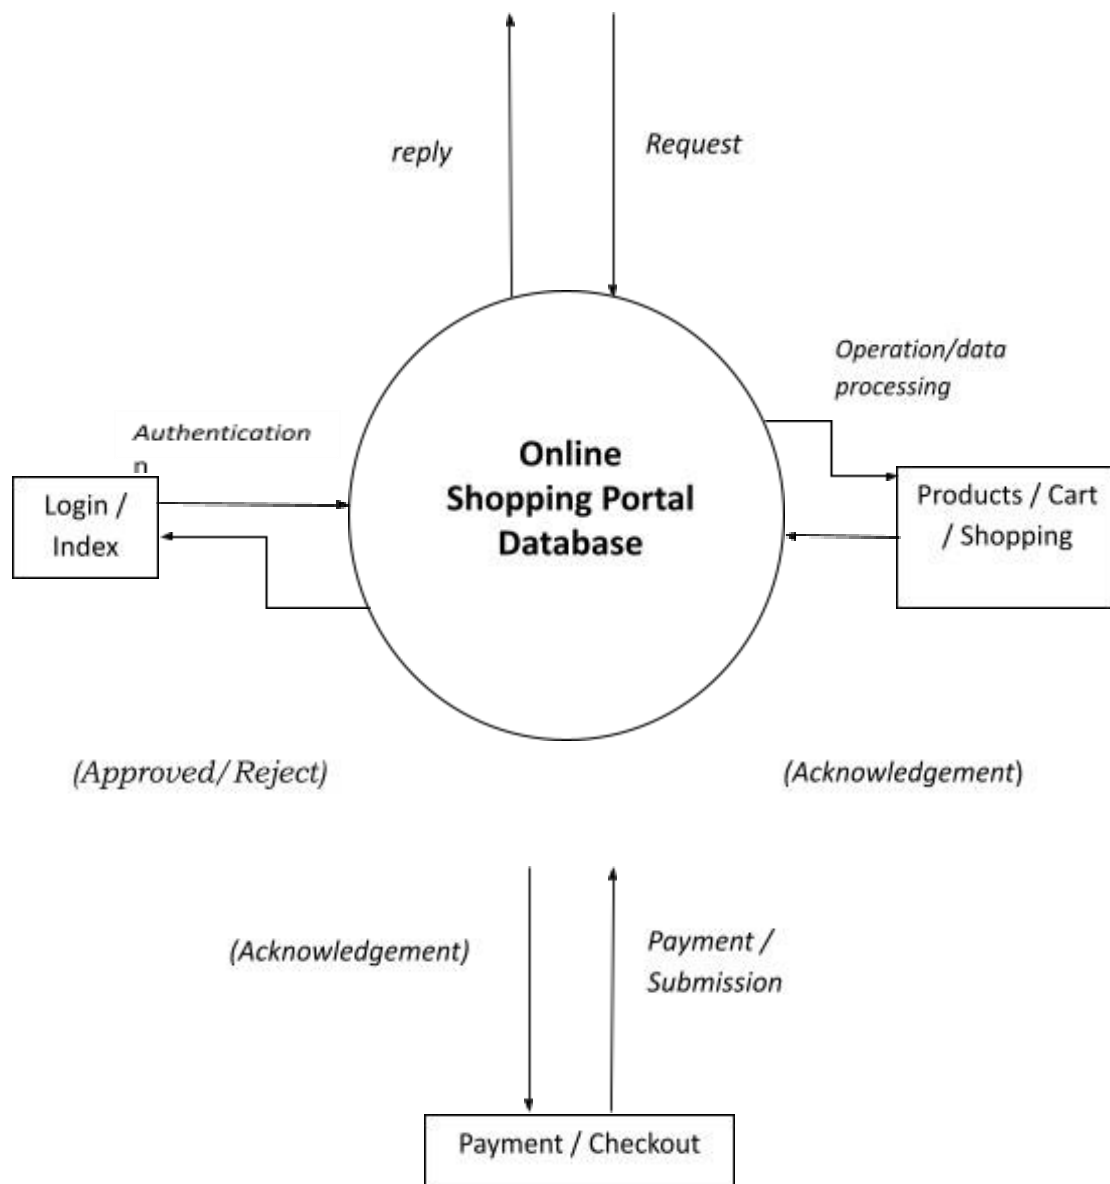 reply
Request
Operation/data
processing
Authentication
n
Login /
Index
Online
Shopping Portal
Database
Products / Cart
/ Shopping
(Approved/ Reject)
(Acknowledgement)
(Acknowledgement)
Payment /
Submission
Payment / Checkout